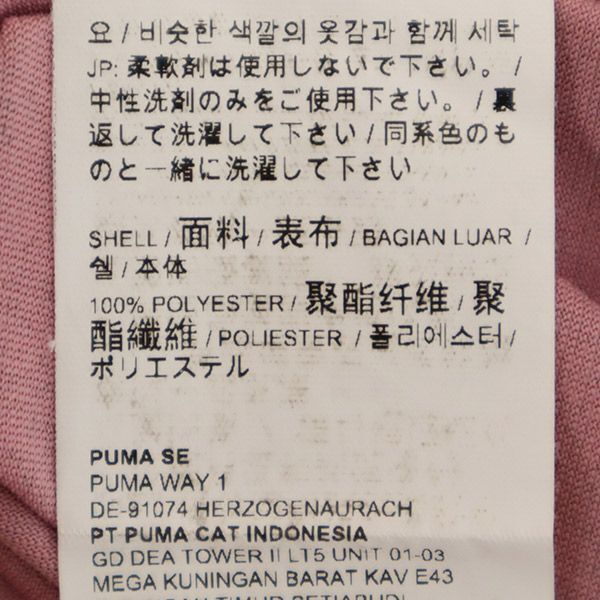 요 / 비슷한 색깔의 옷감과 함께 세탁
JP: 柔軟剤は使用しないで下さい。 /
中性洗剤のみをご使用下さい。 / 裏
返して洗濯して下さい / 同系色のも
のと一緒に洗濯して下さい
SHELL / 面料 / 表布 / BAGIAN LUAR /
쉘 / 本体
100% POLYESTER / 聚酯纤维 / 聚
酯纖維 / POLIESTER / 폴리에스터 /
ポリエステル
PUMA SE
PUMA WAY 1
DE-91074 HERZOGENAURACH
PT PUMA CAT INDONESIA
GD DEA TOWER II LT5 UNIT 01-03
MEGA KUNINGAN BARAT KAV E43
TIMUR SETIABUDI